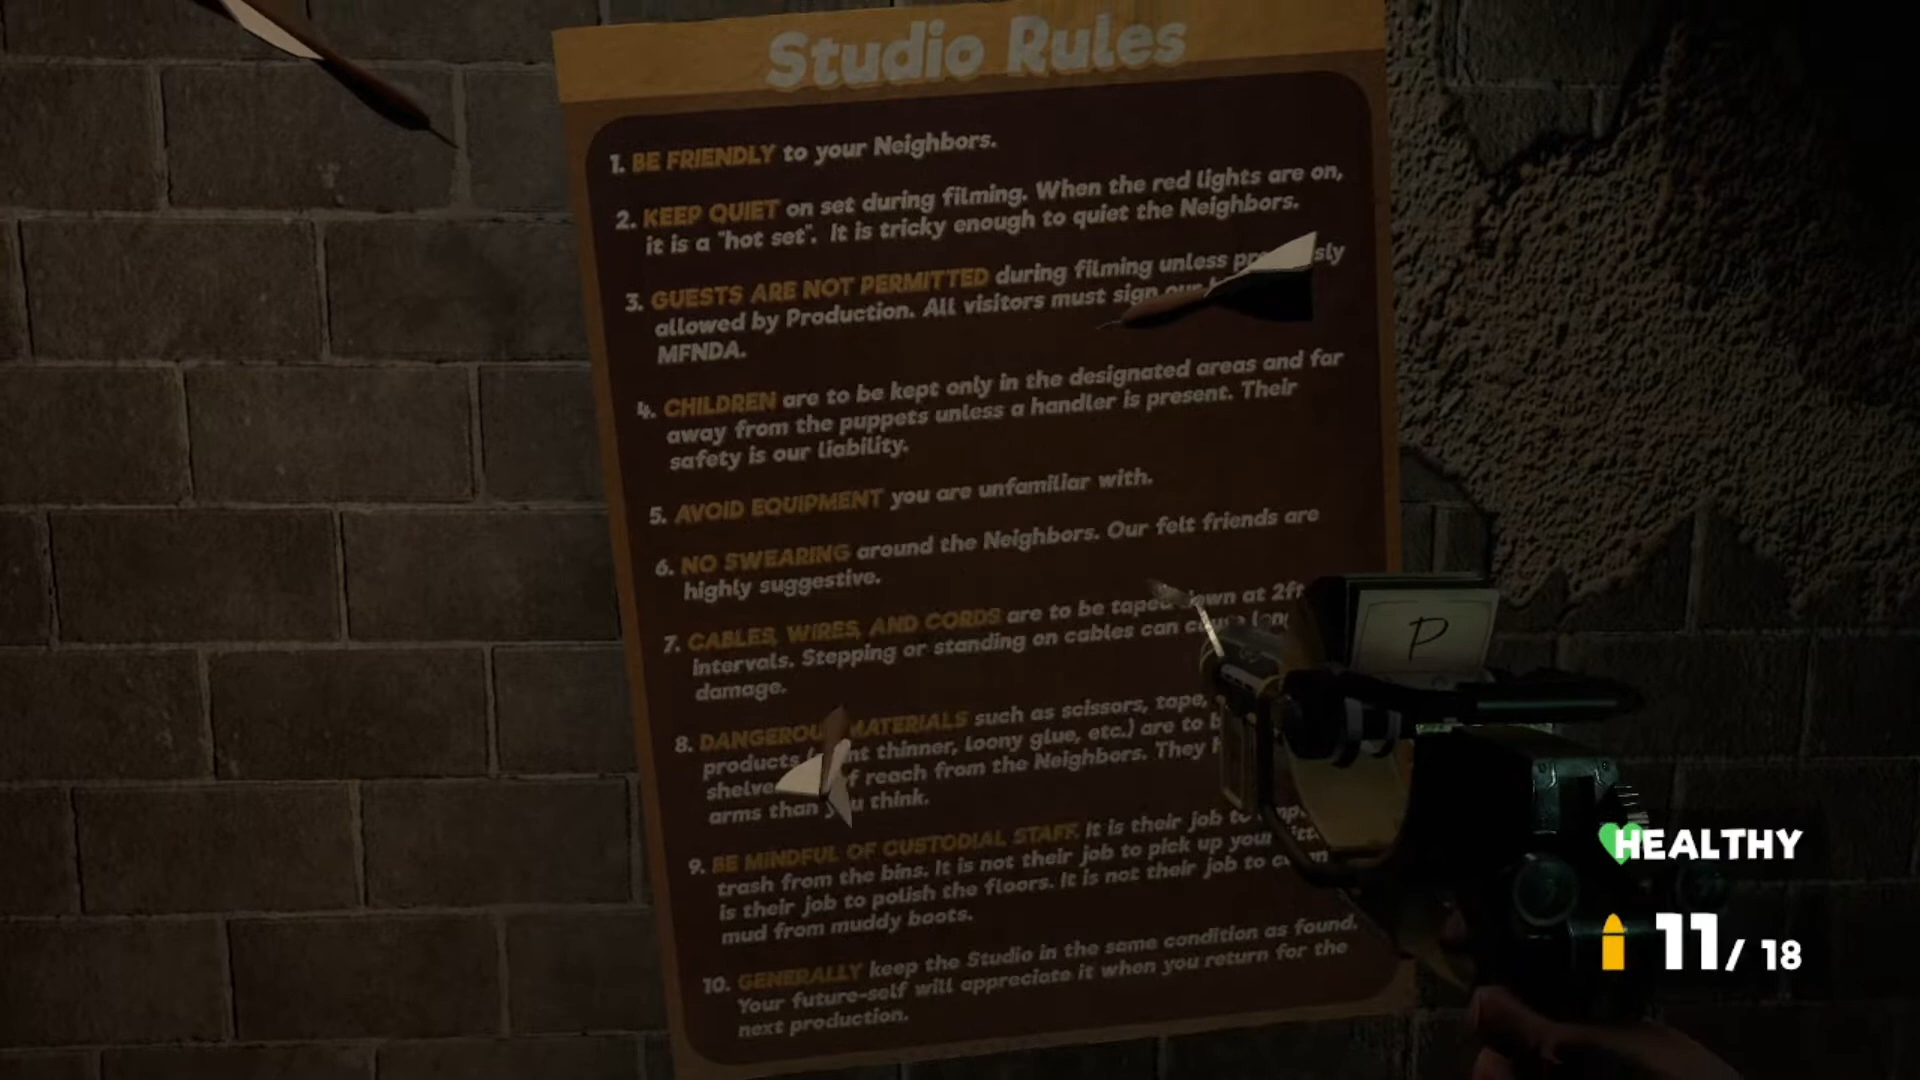 Studio Rules
1. BE FRIENDLY to your Neighbors.
2. KEEP QUIET on set during filming. When the red lights are on,
it is a "hot set". It is tricky enough to quiet the Neighbors.
3. GUESTS ARE NOT PERMITTED during filming unless
allowed by Production. All visitors must sign our
MFNDA.
4. CHILDREN are to be kept only in the designated areas and far
away from the puppets unless a handler is present. Their
safety is our liability.
5. AVOID EQUIPMENT you are unfamiliar with.
6. NO SWEARING around the Neighbors. Our felt friends are
highly suggestive.
7. CABLES, WIRES, AND CORDS are to be taped down at 2ft
intervals. Stepping or standing on cables can cause
damage.
8. DANGEROUS MATERIALS such as scissors, tape,
products thinner, loony glue, etc.) are to
reach from the Neighbors. They
arms than you think.
9. BE MINDFUL OF CUSTODIAL STAFF. It is their job to
trash from the bins. It is not their job to pick up your
is their job to polish the floors. It is not their job to
mud from muddy boots.
10. GENERALLY keep the Studio in the same condition as found.
Your future-self will appreciate it when you return for the
next production.
P
HEALTHY
11/ 18